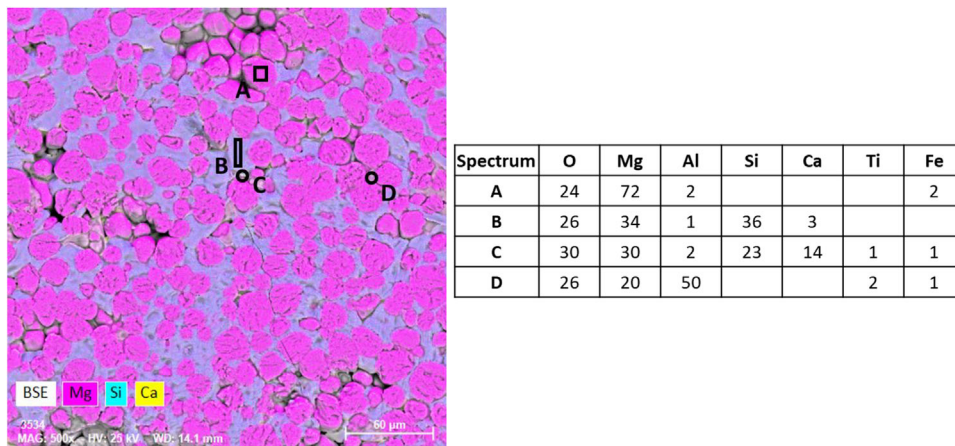 A
B
C
D
BSE Mg Si Ca
3534
MAG: 500x HV: 25 kV WD: 14.1 mm
60 µm
Spectrum O Mg Al Si Ca Ti Fe
A 24 72 2 2
B 26 34 1 36 3
C 30 30 2 23 14 1 1
D 26 20 50 2 1